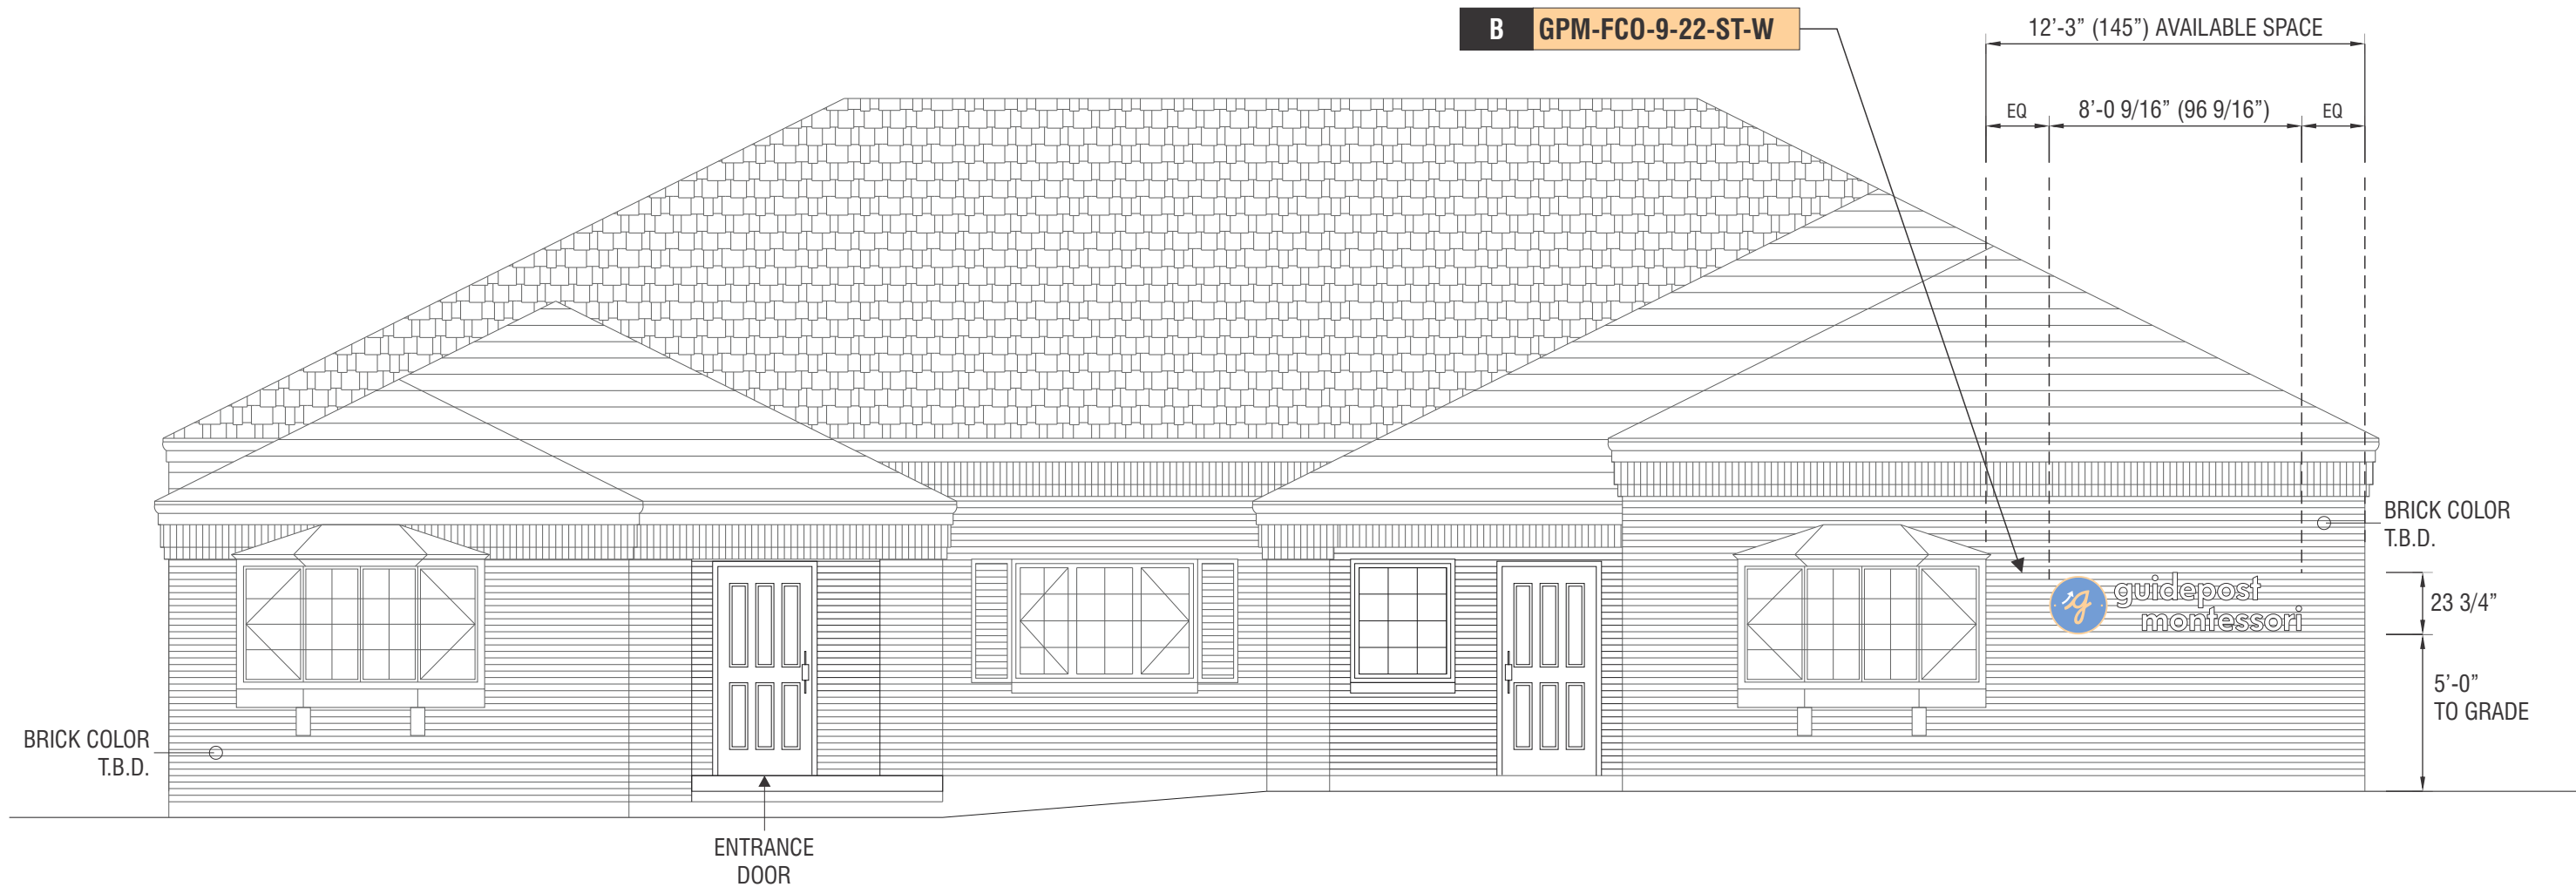 B GPM-FCO-9-22-ST-W
12’-3” (145”) AVAILABLE SPACE
EQ 8’-0 9/16” (96 9/16”) EQ
BRICK COLOR
T.B.D.
g
guidepost
montessori
23 3/4”
5’-0”
TO GRADE
BRICK COLOR
T.B.D.
ENTRANCE
DOOR